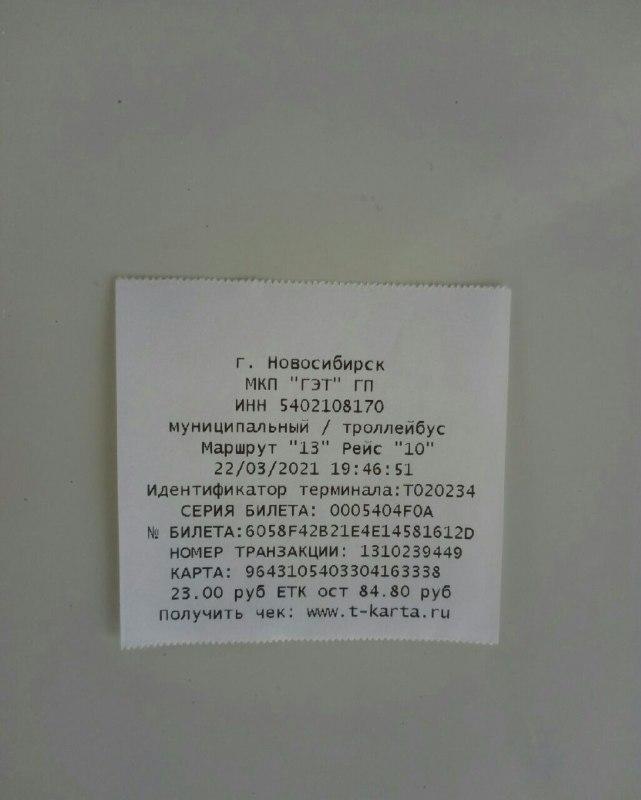 г. Новосибирск
МКП "ГЭТ" ГП
ИНН 5402108170
муниципальный / троллейбус
Маршрут "13" Рейс "10"
22/03/2021 19:46:51
Идентификатор терминала:T020234
СЕРИЯ БИЛЕТА: 0005404F0A
№ БИЛЕТА:6058F42B21E4E14581612D
НОМЕР ТРАНЗАКЦИИ: 1310239449
КАРТА: 9643105403304163338
23.00 руб ЕТК ост 84.80 руб
получить чек: www.t-karta.ru